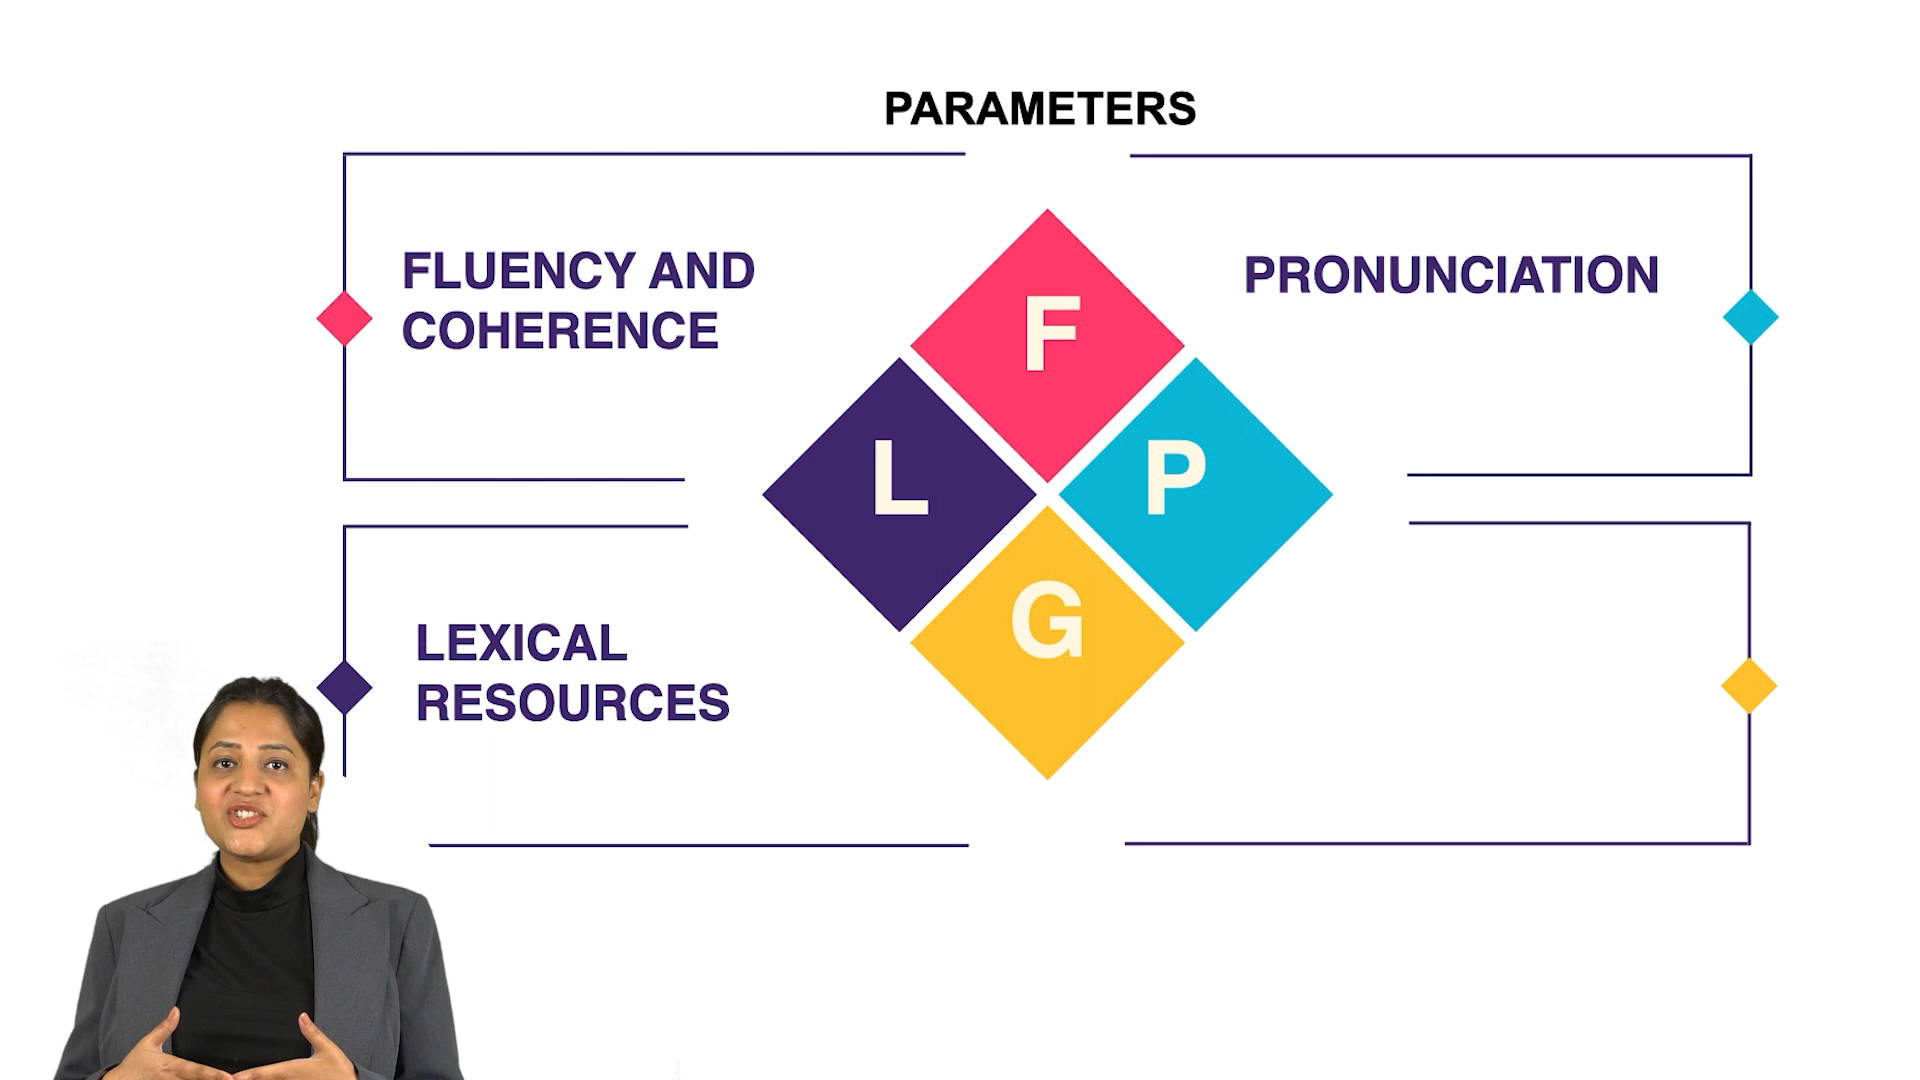 PARAMETERS
FLUENCY AND
COHERENCE
PRONUNCIATION
F
L
P
G
LEXICAL
RESOURCES